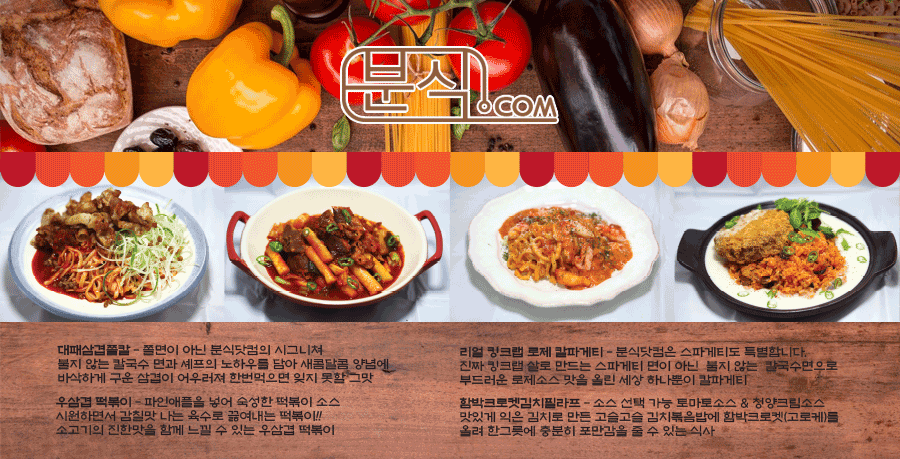 분식.COM
대패삼겹쫄칼 - 쫄면이 아닌 분식닷컴의 시그니쳐
불지 않는 칼국수 면과 셰프의 노하우를 담아 새콤달콤 양념에
바삭하게 구운 삼겹이 어우러져 한번먹으면 잊지 못할 그맛
우삼겹 떡볶이 - 파인애플을 넣어 숙성한 떡볶이 소스
시원하면서 감칠맛 나는 육수로 끓여내는 떡볶이!!
소고기의 진한맛을 함께 느낄 수 있는 우삼겹 떡볶이
리얼 킹크랩 로제 칼파게티 - 분식닷컴은 스파게티도 특별합니다.
진짜 킹크랩 살로 만드는 스파게티 면이 아닌 불지 않는 칼국수면으로
부드러운 로제소스 맛을 올린 세상 하나뿐이 칼파게티
함박크로켓김치필라프 - 소스 선택 가능 토마토소스 & 청양크림소스
맛있게 익은 김치로 만든 고슬고슬 김치볶음밥에 함박크로켓(고로케)를
올려 한그릇에 충분히 포만감을 줄 수 있는 식사